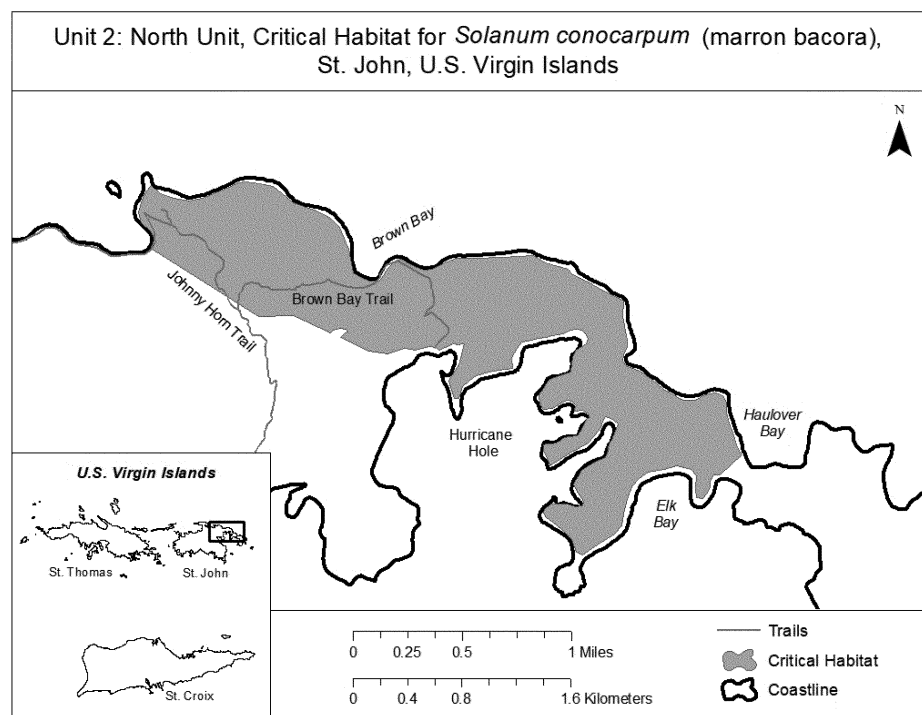 Unit 2: North Unit, Critical Habitat for Solanum conocarpum (marron bacora),
St. John, U.S. Virgin Islands
N
Brown Bay
Johnny Horn Trail
Brown Bay Trail
Haulover
Bay
Hurricane
Hole
Elk
Bay
U.S. Virgin Islands
St. Thomas
St. John
St. Croix
0 0.25 0.5 1 Miles
0 0.4 0.8 1.6 Kilometers
Trails
Critical Habitat
Coastline